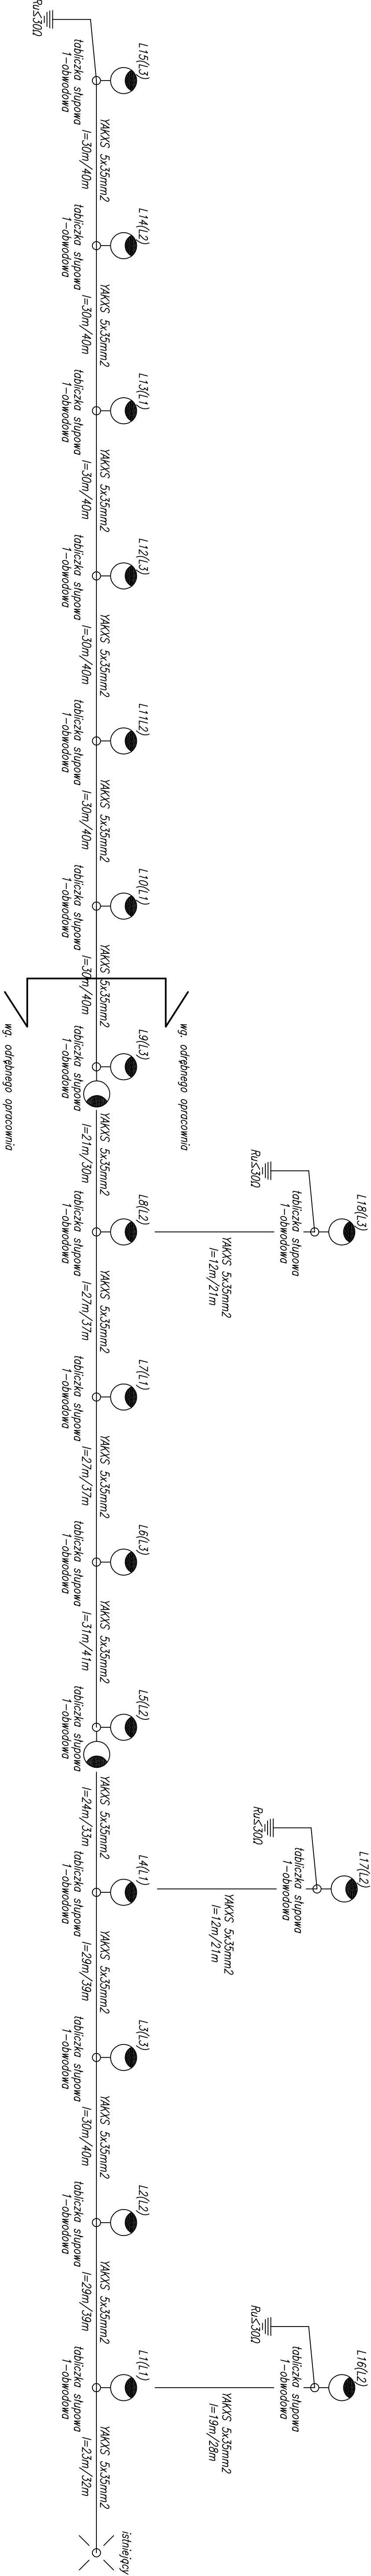 L15(L3)
Ru≤30Ω
tabliczka słupowa
1-obwodowa
YAKXS 5x35mm2
l=30m/40m
L14(L2)
tabliczka słupowa
1-obwodowa
YAKXS 5x35mm2
l=30m/40m
L13(L1)
tabliczka słupowa
1-obwodowa
YAKXS 5x35mm2
l=30m/40m
L12(L3)
tabliczka słupowa
1-obwodowa
YAKXS 5x35mm2
l=30m/40m
L11L2)
tabliczka słupowa
1-obwodowa
YAKXS 5x35mm2
l=30m/40m
L10(L1)
tabliczka słupowa
1-obwodowa
YAKXS 5x35mm2
l=30m/40m
wg. odrębnego opracownia
wg. odrębnego opracownia
L9(L3)
tabliczka słupowa
1-obwodowa
YAKXS 5x35mm2
l=21m/30m
L18(L3)
tabliczka słupowa
1-obwodowa
Ru≤30Ω
YAKXS 5x35mm2
l=12m/21m
L8(L2)
tabliczka słupowa
1-obwodowa
YAKXS 5x35mm2
l=27m/37m
L7(L1)
tabliczka słupowa
1-obwodowa
YAKXS 5x35mm2
l=27m/37m
L6(L3)
tabliczka słupowa
1-obwodowa
YAKXS 5x35mm2
l=31m/41m
L5(L2)
tabliczka słupowa
1-obwodowa
YAKXS 5x35mm2
l=24m/33m
L17(L2)
tabliczka słupowa
1-obwodowa
Ru≤30Ω
YAKXS 5x35mm2
l=12m/21m
L4(L1)
tabliczka słupowa
1-obwodowa
YAKXS 5x35mm2
l=29m/39m
L3(L3)
tabliczka słupowa
1-obwodowa
YAKXS 5x35mm2
l=30m/40m
L2(L2)
tabliczka słupowa
1-obwodowa
YAKXS 5x35mm2
l=29m/39m
L16(L2)
tabliczka słupowa
1-obwodowa
Ru≤30Ω
YAKXS 5x35mm2
l=19m/28m
L1(L1)
tabliczka słupowa
1-obwodowa
YAKXS 5x35mm2
l=23m/32m
istniejący